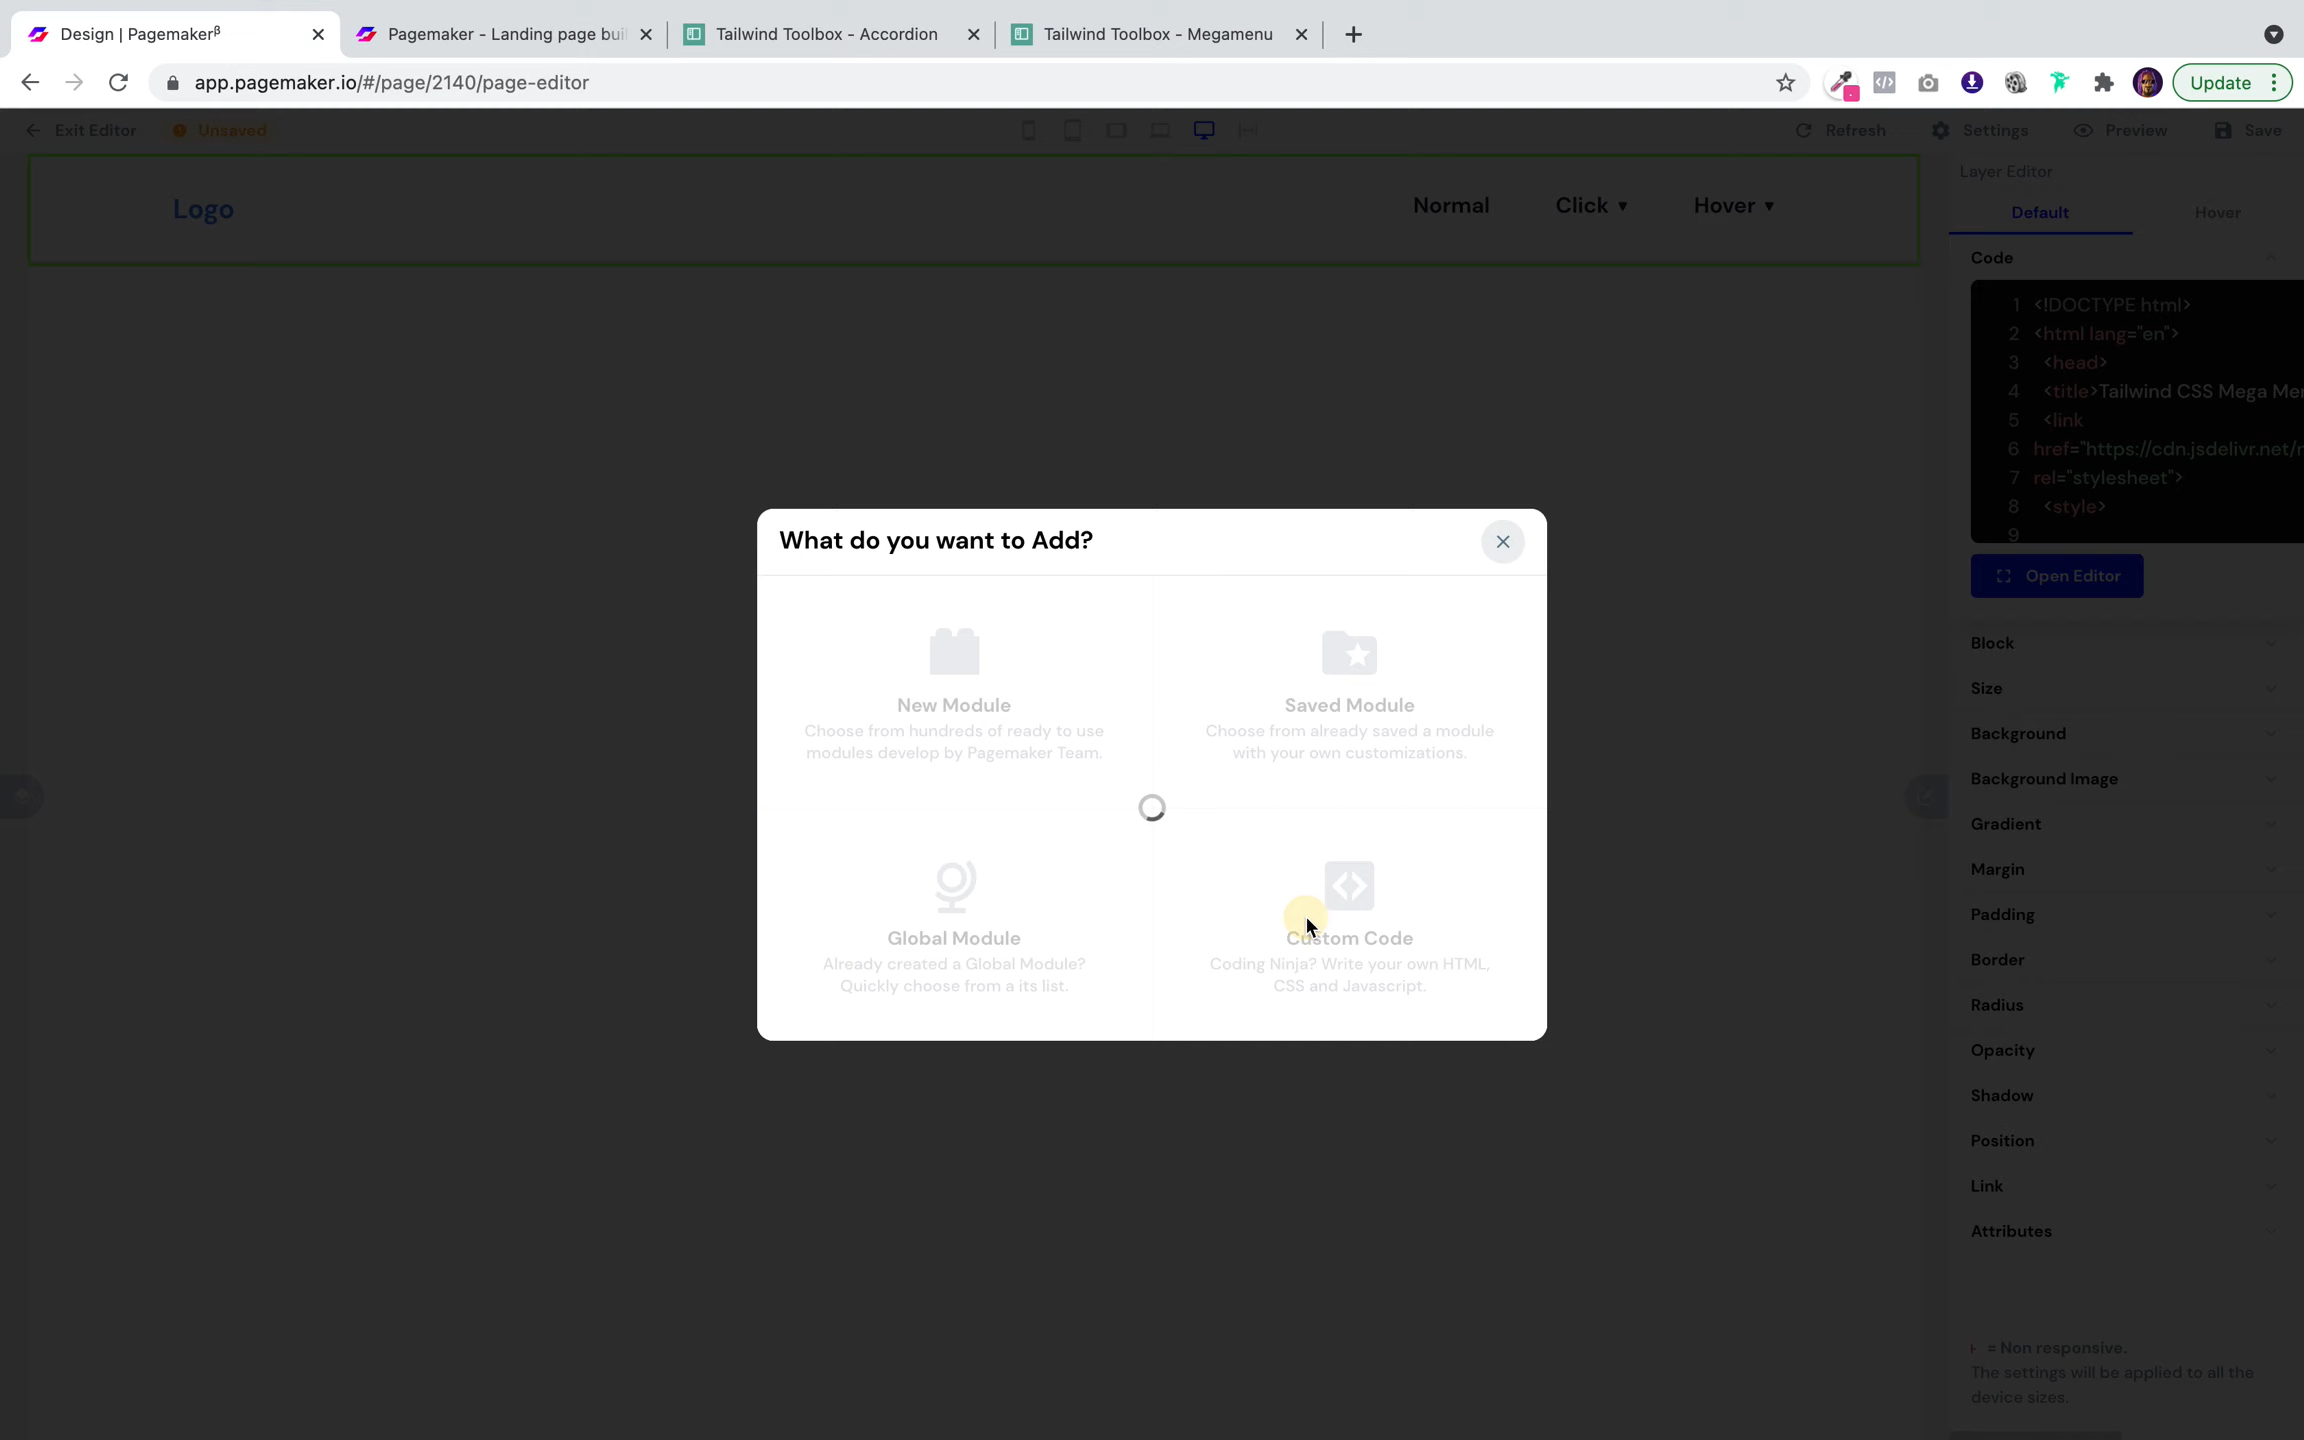 Design | Pagemakerᵝ
Pagemaker - Landing page buil
Tailwind Toolbox - Accordion
Tailwind Toolbox - Megamenu
app.pagemaker.io/#/page/2140/page-editor
Update
Exit Editor
Unsaved
Refresh
Settings
Preview
Save
Logo
Normal
Click ▾
Hover ▾
Layer Editor
Default
Hover
Code
1 <!DOCTYPE html>
2 <html lang="en">
3 <head>
4 <title>Tailwind CSS Mega Me
5 <link
6 href="https://cdn.jsdelivr.net/
7 rel="stylesheet">
8 <style>
9
Open Editor
Block
Size
Background
Background Image
Gradient
Margin
Padding
Border
Radius
Opacity
Shadow
Position
Link
Attributes
= Non responsive.
The settings will be applied to all the
device sizes.
What do you want to Add?
New Module
Choose from hundreds of ready to use
modules develop by Pagemaker Team.
Saved Module
Choose from already saved a module
with your own customizations.
Global Module
Already created a Global Module?
Quickly choose from a its list.
Custom Code
Coding Ninja? Write your own HTML,
CSS and Javascript.